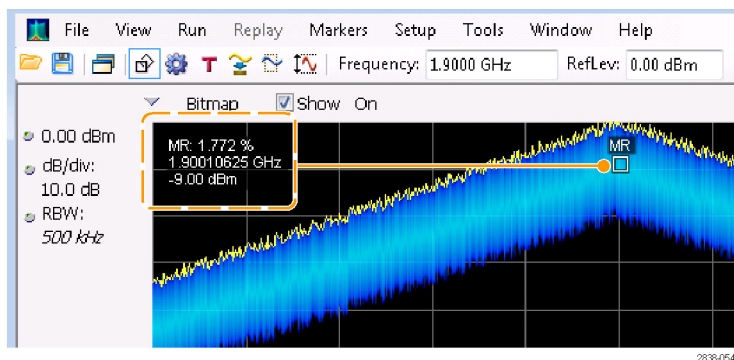 File View Run Replay Markers Setup Tools Window Help
T Frequency: 1.9000 GHz RefLev: 0.00 dBm
Bitmap Show On
0.00 dBm
dB/div:
10.0 dB
RBW:
500 kHz
MR: 1.772 %
1.90010625 GHz
-9.00 dBm
MR
2838-054